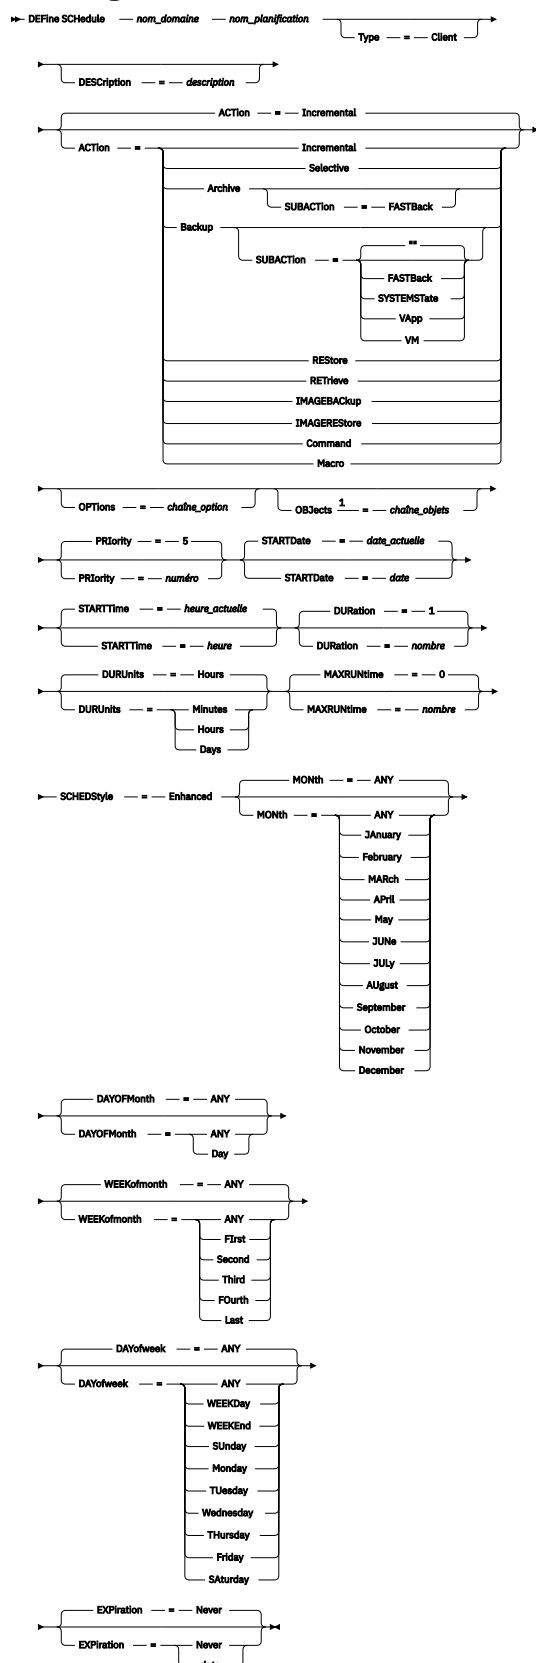 DEFine SCHedule nom_domaine nom_planification
Type = Client
DESCription = description
ACTion = Incremental
ACTion = Incremental
Selective
Archive
SUBACTion = FASTBack
Backup
""
SUBACTion =
FASTBack
SYSTEMSTate
VApp
VM
REStore
RETrieve
IMAGEBACkup
IMAGEREStore
Command
Macro
OPTions = chaîne_option
OBJects 1 = chaîne_objets
PRIority = 5
PRIority = numéro
STARTDate = date_actuelle
STARTDate = date
STARTTime = heure_actuelle
STARTTime = heure
DURation = 1
DURation = nombre
DURUnits = Hours
DURUnits = Minutes
Hours
Days
MAXRUNtime = 0
MAXRUNtime = nombre
SCHEDStyle = Enhanced
MONth = ANY
MONth = ANY
JAnuary
February
MARch
APril
May
JUNe
JULy
AUgust
September
October
November
December
DAYOFMonth = ANY
DAYOFMonth = ANY
Day
WEEKofmonth = ANY
WEEKofmonth = ANY
FIrst
Second
Third
FOurth
Last
DAYofweek = ANY
DAYofweek = ANY
WEEKDay
WEEKEnd
SUnday
Monday
TUesday
Wednesday
THursday
Friday
SAturday
EXPiration = Never
EXPiration = Never